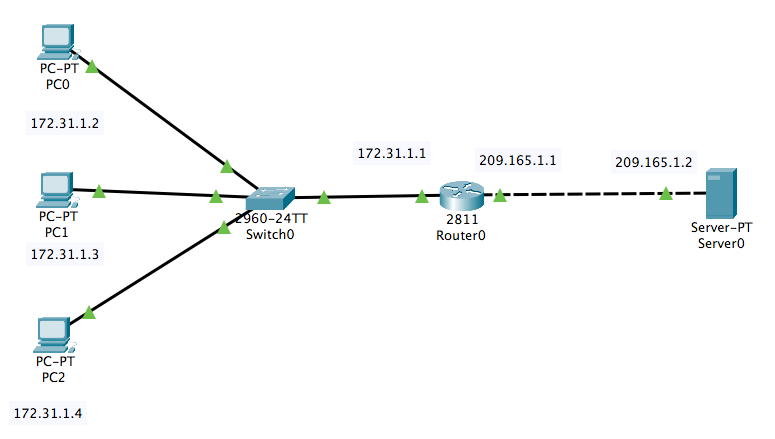 PC-PT
PC0
172.31.1.2
172.31.1.1
209.165.1.1
209.165.1.2
PC-PT
PC1
2960-24TT
Switch0
2811
Router0
Server-PT
Server0
172.31.1.3
PC-PT
PC2
172.31.1.4